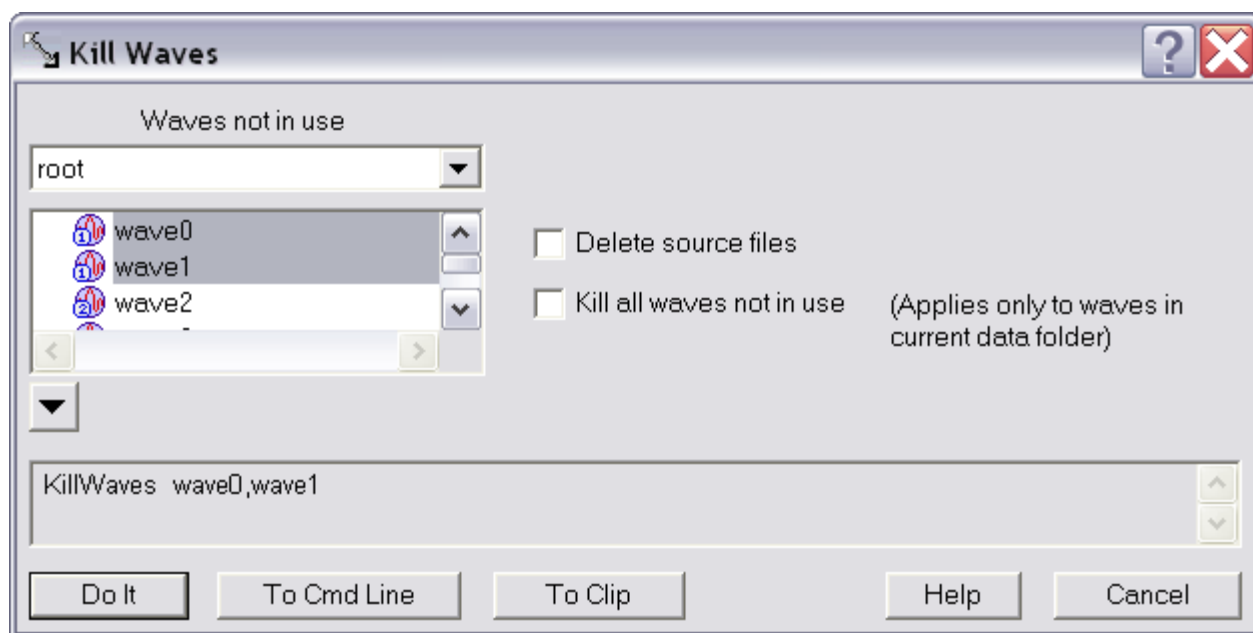 Kill Waves
Waves not in use
root
wave0
wave1
wave2
Delete source files
Kill all waves not in use
(Applies only to waves in
current data folder)
KillWaves wave0,wave1
Do It
To Cmd Line
To Clip
Help
Cancel